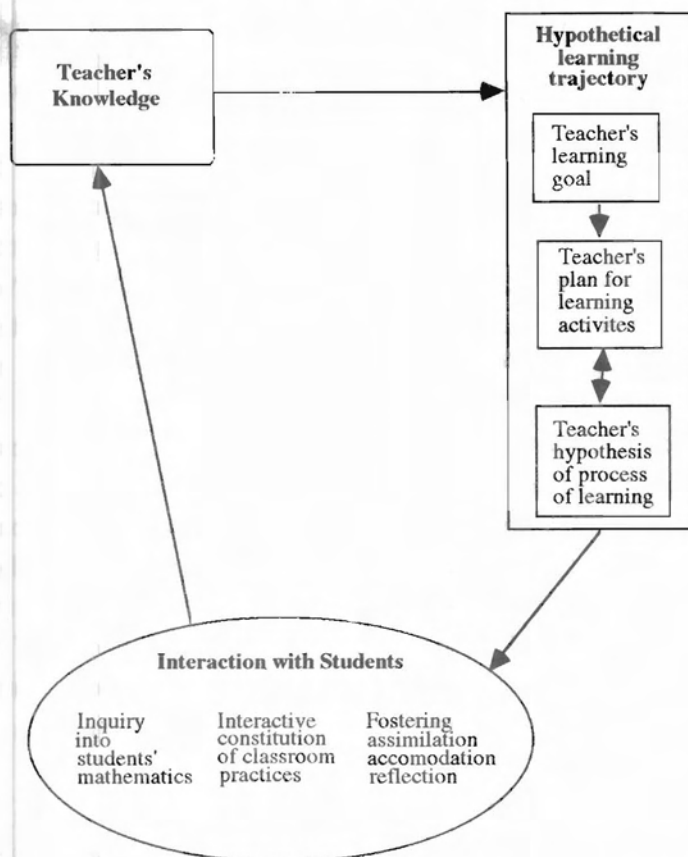 Teacher's
Knowledge
Hypothetical
learning
trajectory
Teacher's
learning
goal
Teacher's
plan for
learning
activites
Teacher's
hypothesis
of process
of learning
Interaction with Students
Inquiry
into
students'
mathematics
Interactive
constitution
of classroom
practices
Fostering
assimilation
accomodation
reflection